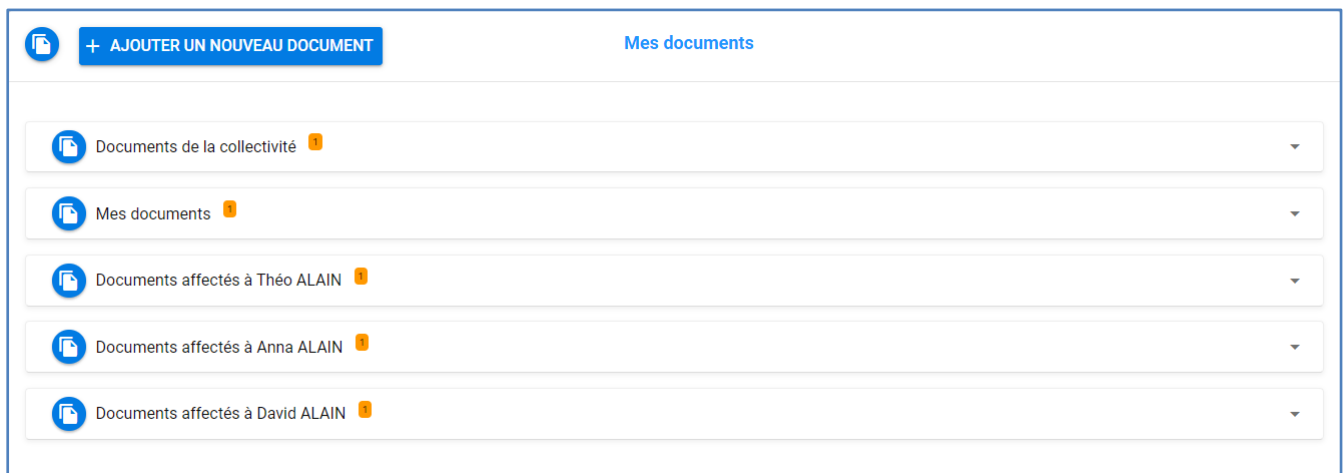 + AJOUTER UN NOUVEAU DOCUMENT
Mes documents
Documents de la collectivité 1
Mes documents 1
Documents affectés à Théo ALAIN 1
Documents affectés à Anna ALAIN 1
Documents affectés à David ALAIN 1